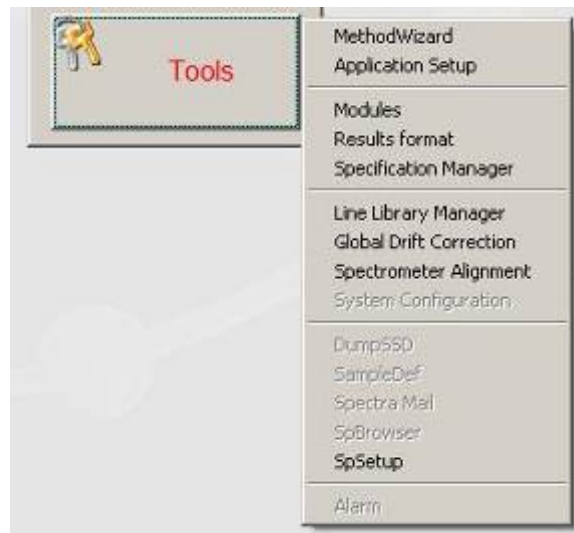 Tools
MethodWizard
Application Setup
Modules
Results format
Specification Manager
Line Library Manager
Global Drift Correction
Spectrometer Alignment
System Configuration
DumpSSD
SampleDef
Spectra Mail
SpBrowser
SpSetup
Alarm